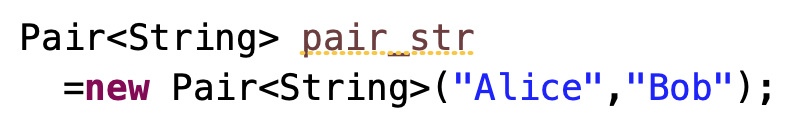 Pair<String> pair_str
=new Pair<String>("Alice","Bob");